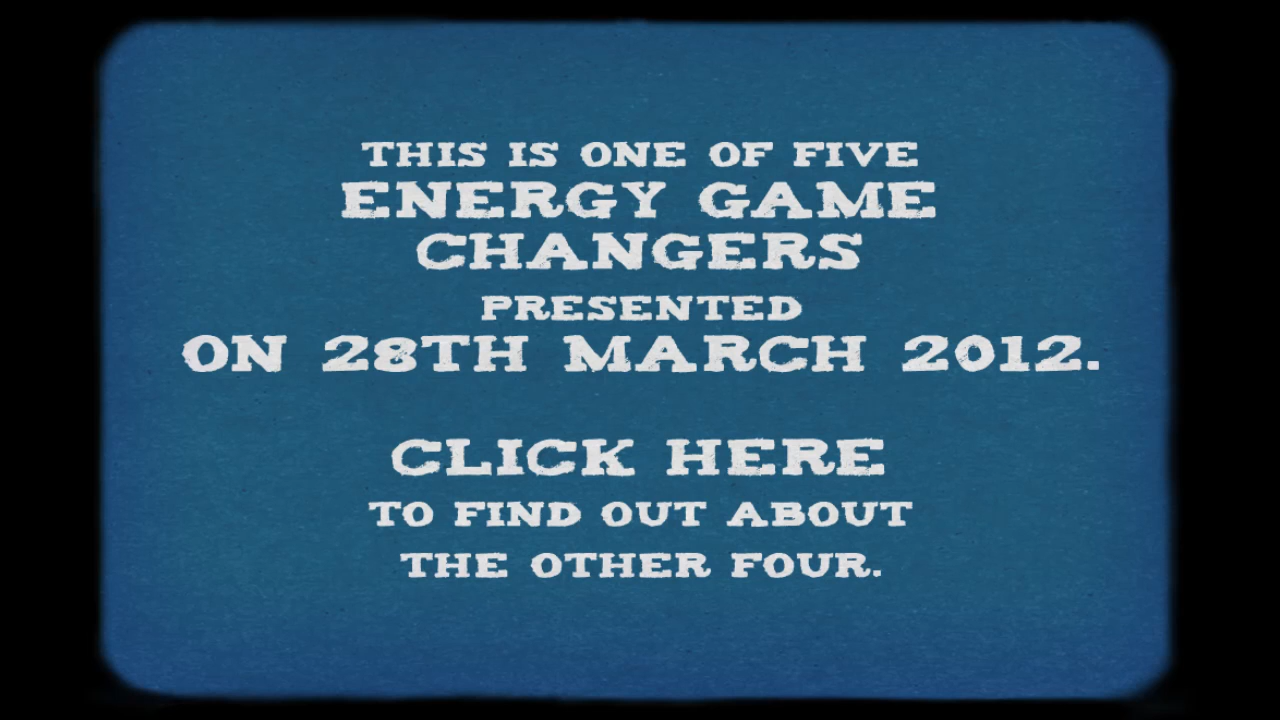 THIS IS ONE OF FIVE
ENERGY GAME
CHANGERS
PRESENTED
ON 28TH MARCH 2012.
CLICK HERE
TO FIND OUT ABOUT
THE OTHER FOUR.